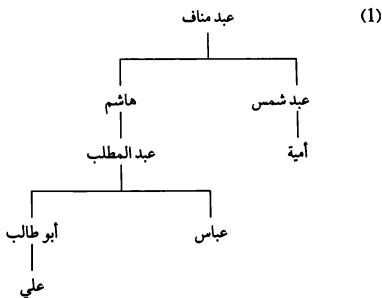 (1) عبد مناف
عبد شمس هاشم
أمية
عبد المطلب
عباس أبو طالب
علي